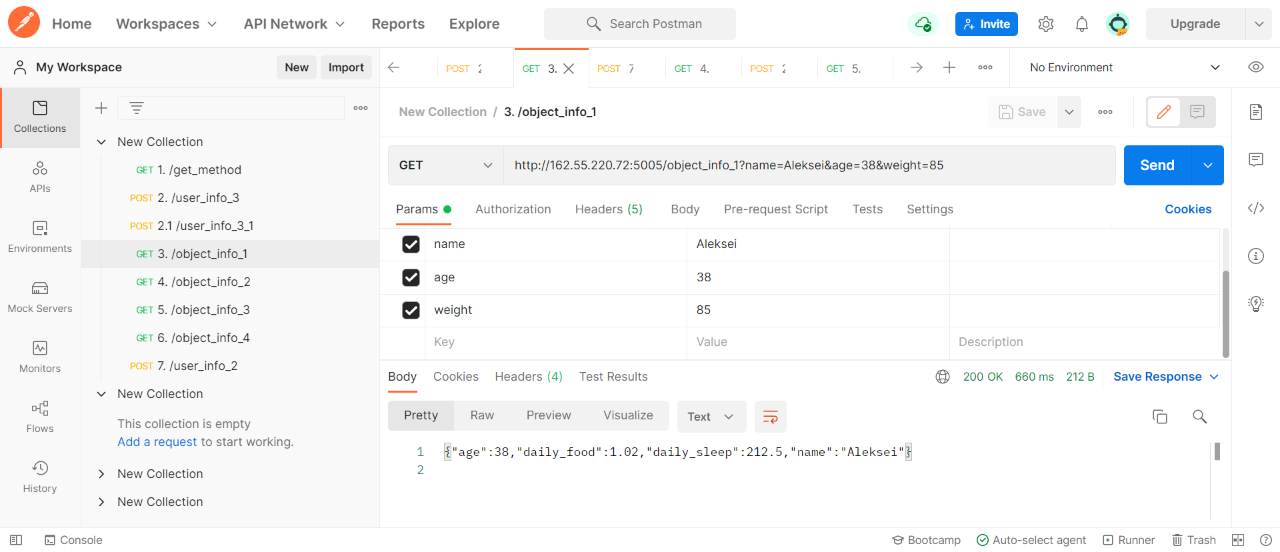 Home Workspaces API Network Reports Explore Search Postman Invite Upgrade
My Workspace New Import POST 2 GET 3. POST 7 GET 4. POST 2 GET 5. No Environment
Collections
APIs
Environments
Mock Servers
Monitors
Flows
History
New Collection
GET 1. /get_method
POST 2. /user_info_3
POST 2.1 /user_info_3_1
GET 3. /object_info_1
GET 4. /object_info_2
GET 5. /object_info_3
GET 6. /object_info_4
POST 7. /user_info_2
New Collection
This collection is empty
Add a request to start working.
New Collection
New Collection
New Collection / 3. /object_info_1 Save
GET http://162.55.220.72:5005/object_info_1?name=Aleksei&age=38&weight=85 Send
Params Authorization Headers (5) Body Pre-request Script Tests Settings Cookies
name Aleksei
age 38
weight 85
Key Value Description
Body Cookies Headers (4) Test Results 200 OK 660 ms 212 B Save Response
Pretty Raw Preview Visualize Text
1 {"age":38,"daily_food":1.02,"daily_sleep":212.5,"name":"Aleksei"}
2
Console Bootcamp Auto-select agent Runner Trash